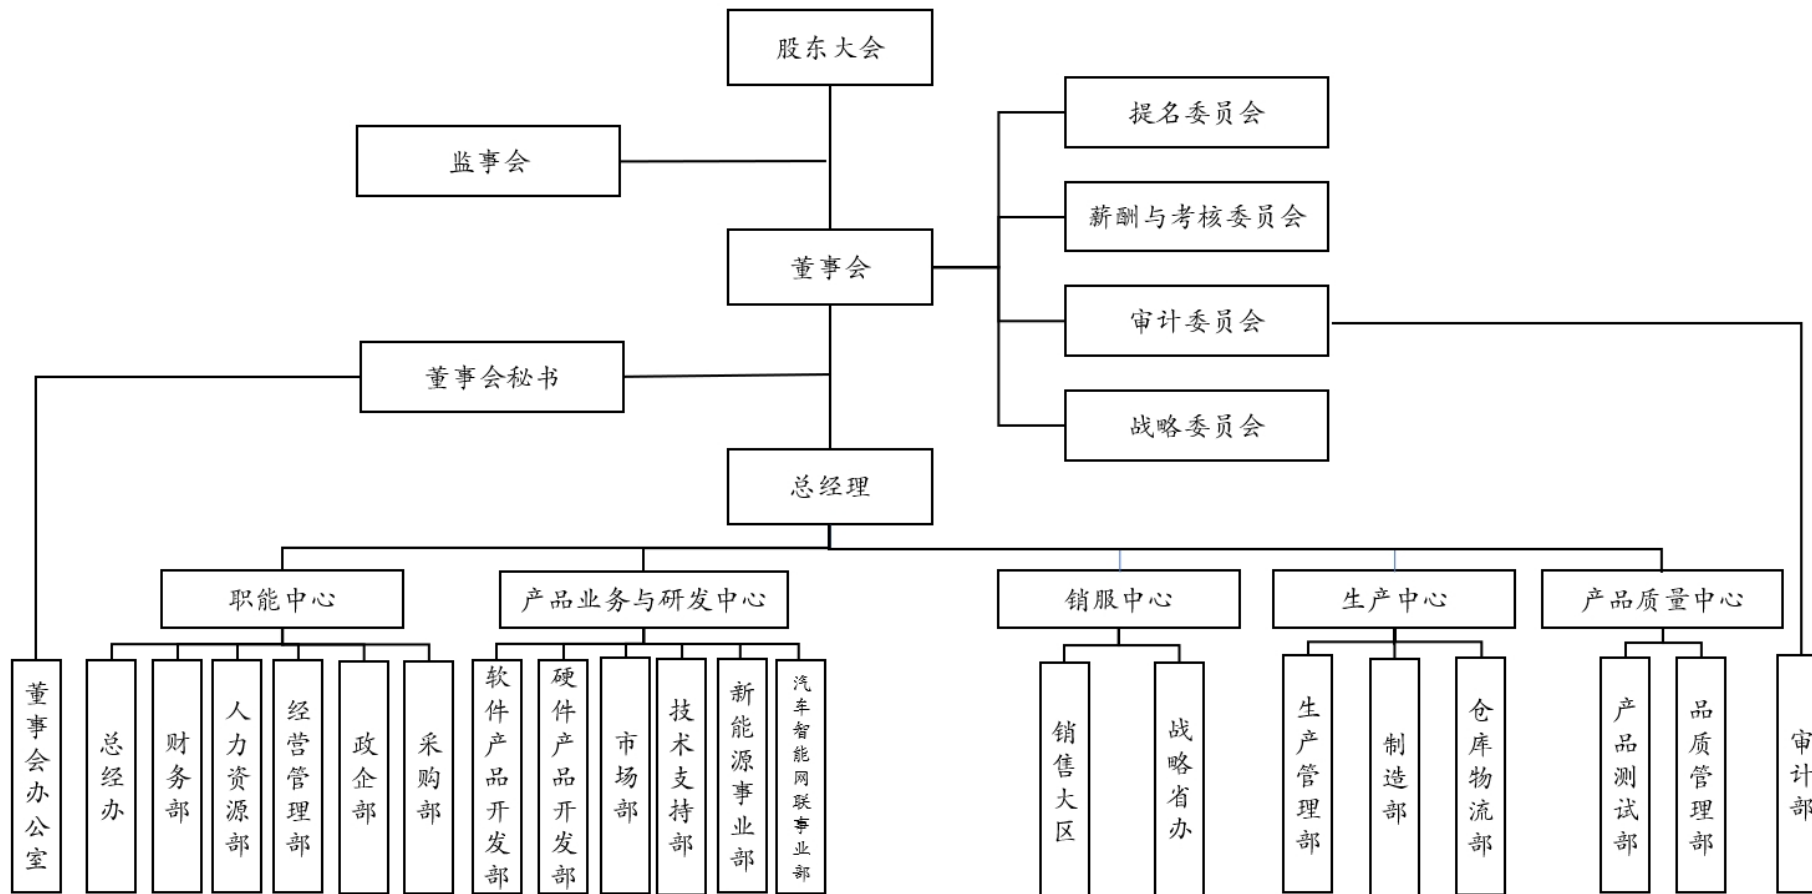 股东大会
提名委员会
监事会
薪酬与考核委员会
董事会
审计委员会
董事会秘书
战略委员会
总经理
职能中心
产品业务与研发中心
销服中心
生产中心
产品质量中心
董事会办公室
总经办
财务部
人力资源部
经营管理部
政企部
采购部
软件产品开发部
硬件产品开发部
市场部
技术支持部
新能源事业部
汽车智能网联事业部
销售大区
战略省办
生产管理部
制造部
仓库物流部
产品测试部
品质管理部
审计部